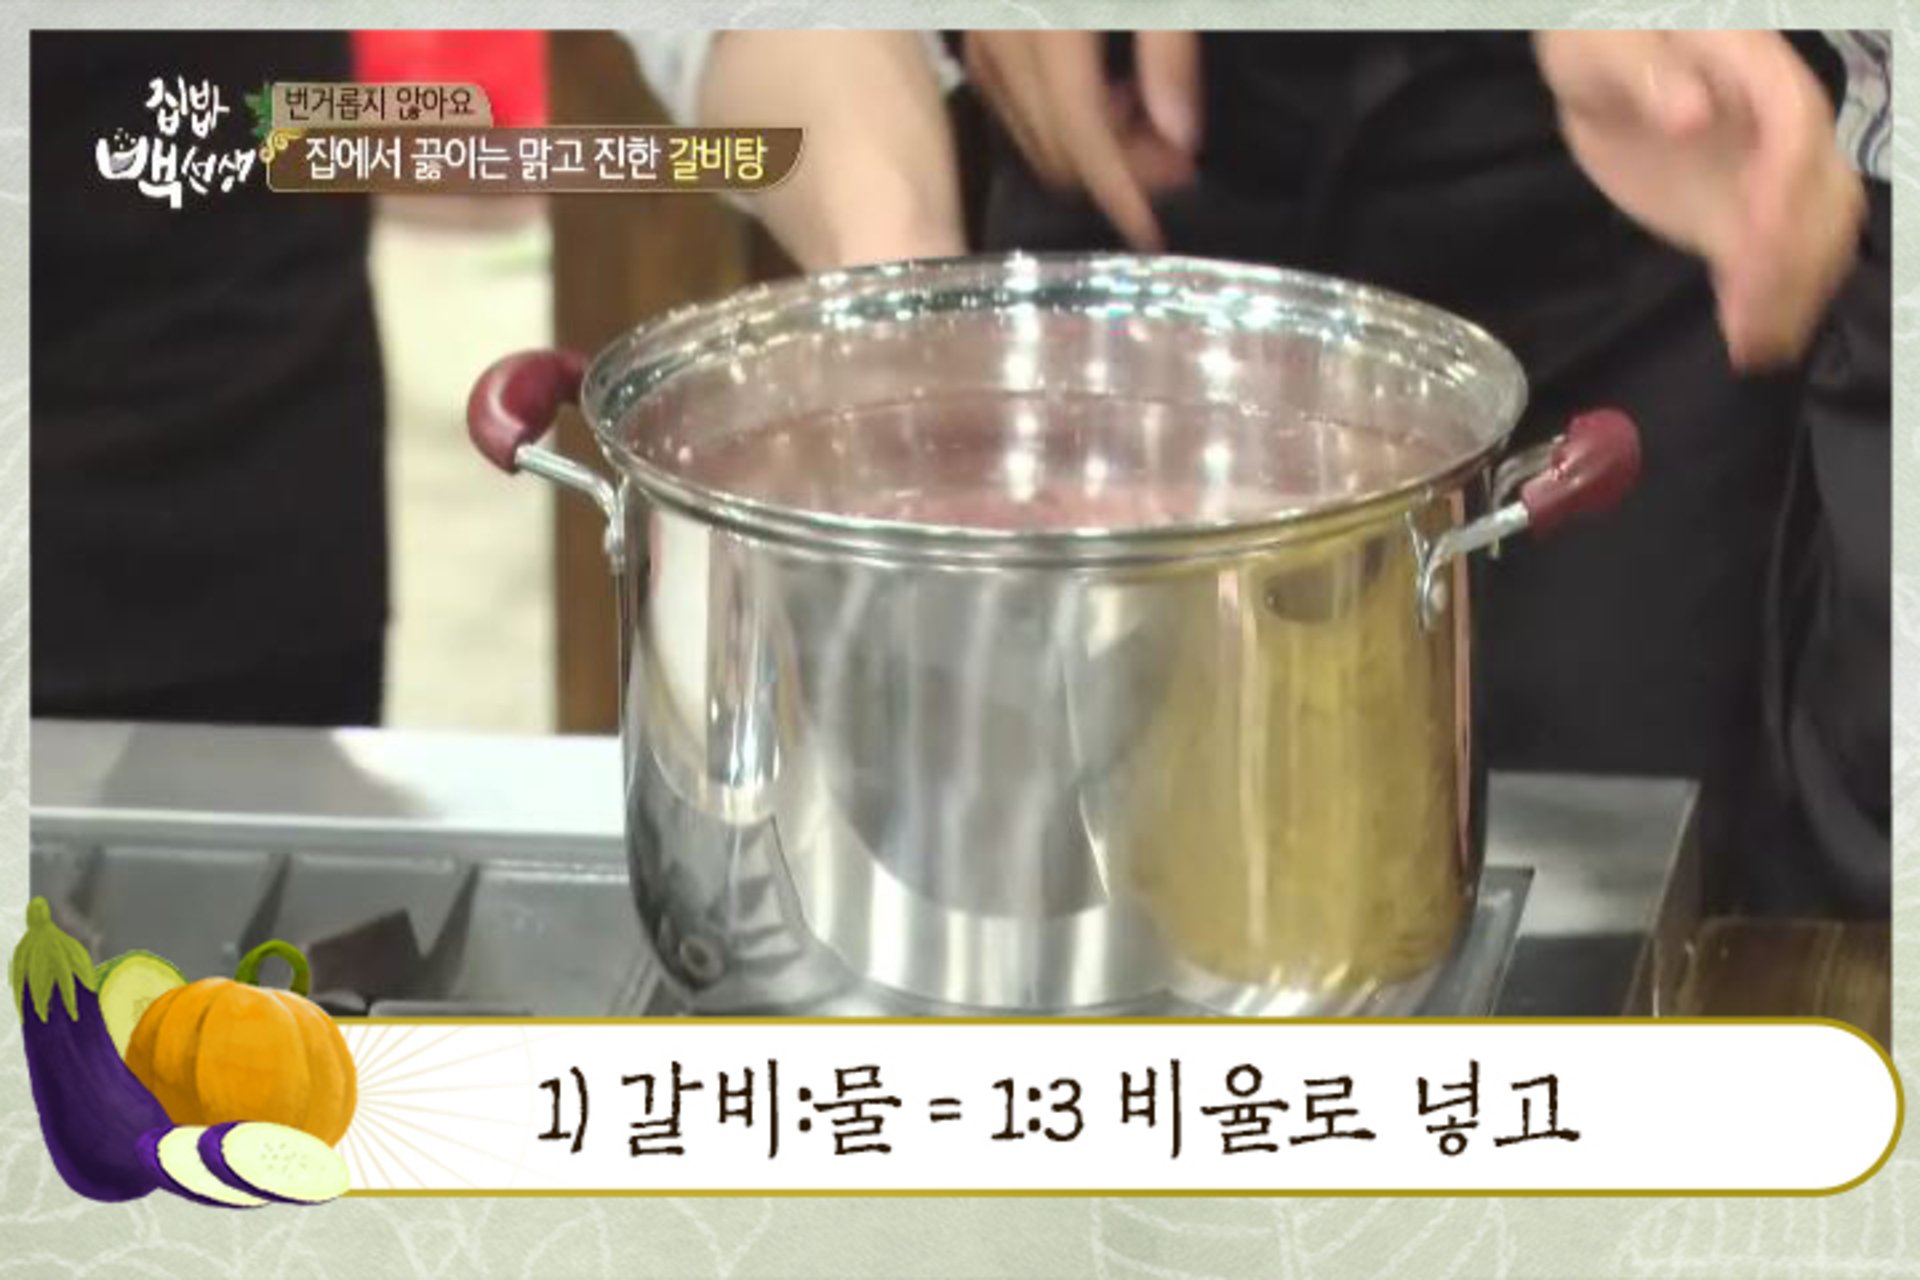 집밥
백선생
번거롭지 않아요
집에서 끓이는 맑고 진한 갈비탕
1) 갈비:물 = 1:3 비율로 넣고